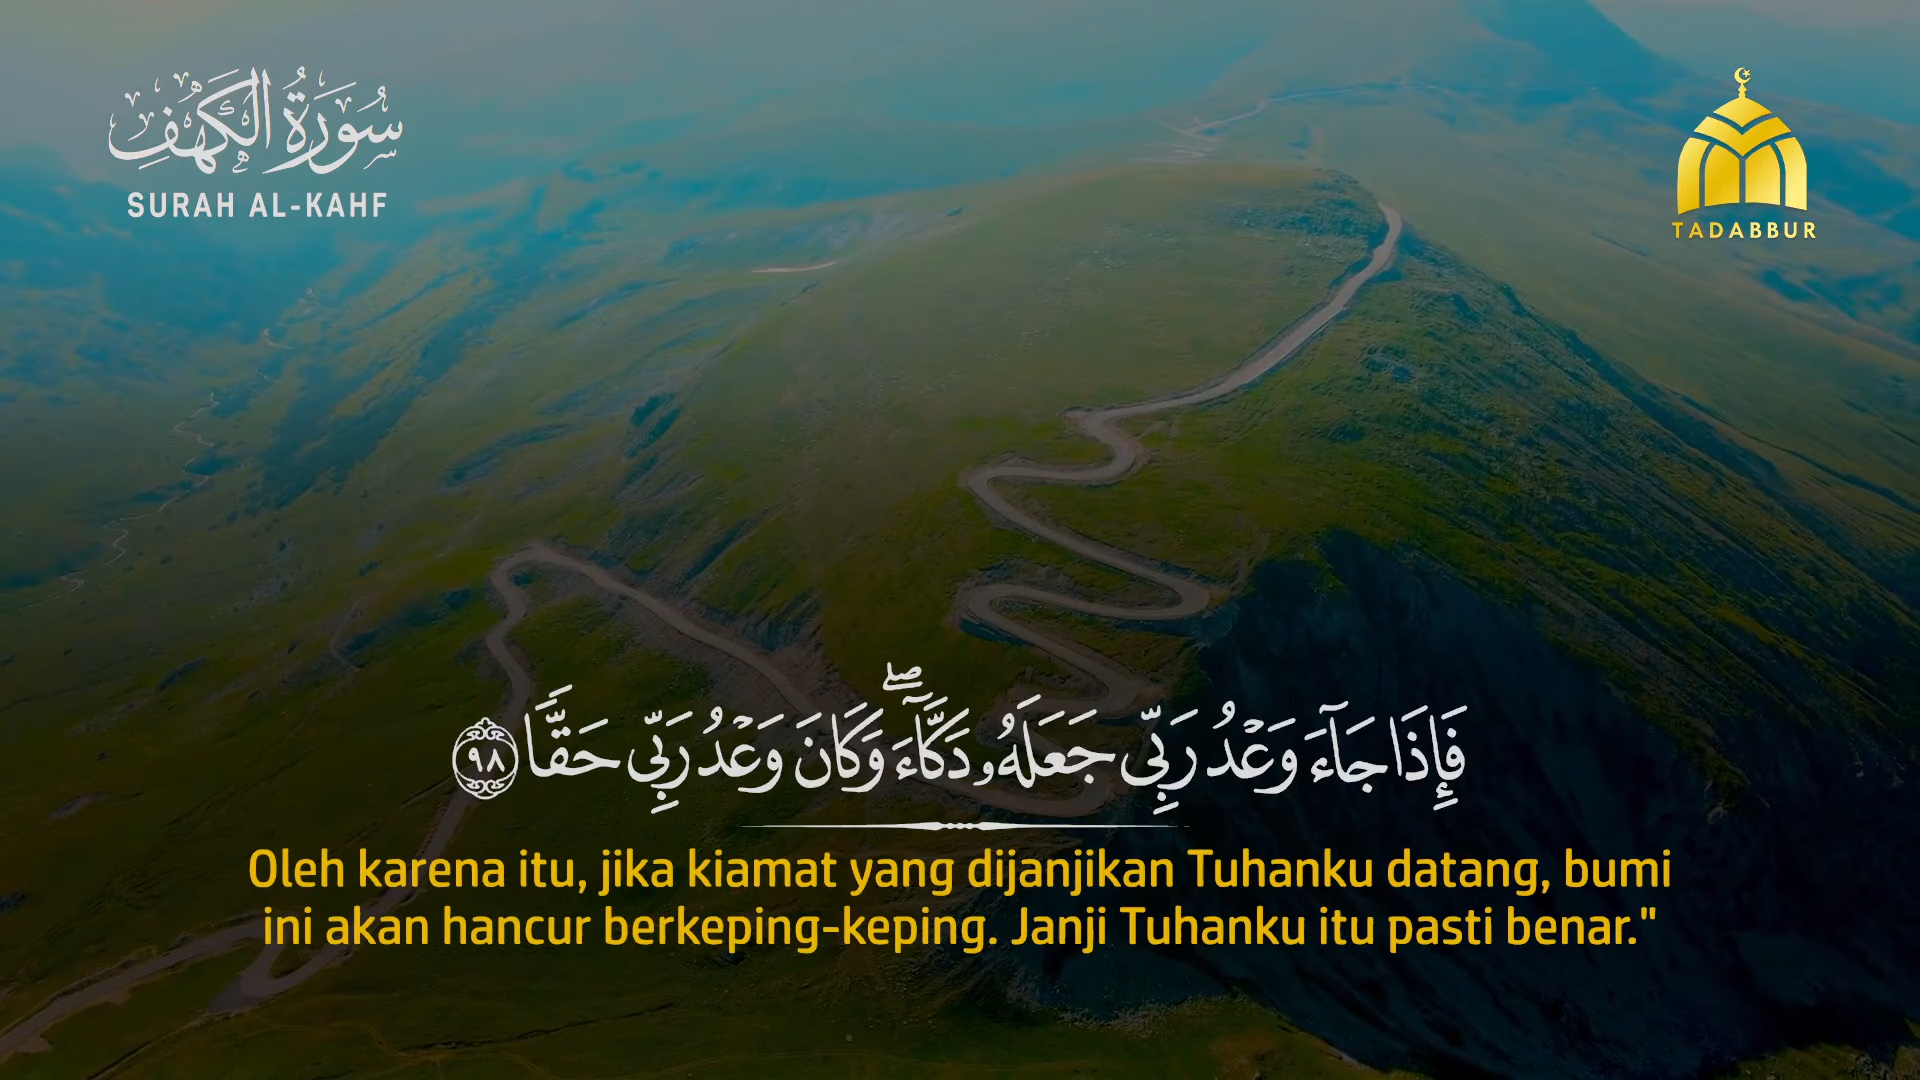 سُورَةُ الْكَهْفِ
SURAH AL-KAHF
TADABBUR
فَإِذَا جَآءَ وَعْدُ رَبِّى جَعَلَهُۥ دَكَّآءَ ۖ وَكَانَ وَعْدُ رَبِّى حَقًّا ٩٨
Oleh karena itu, jika kiamat yang dijanjikan Tuhanku datang, bumi
ini akan hancur berkeping-keping. Janji Tuhanku itu pasti benar."